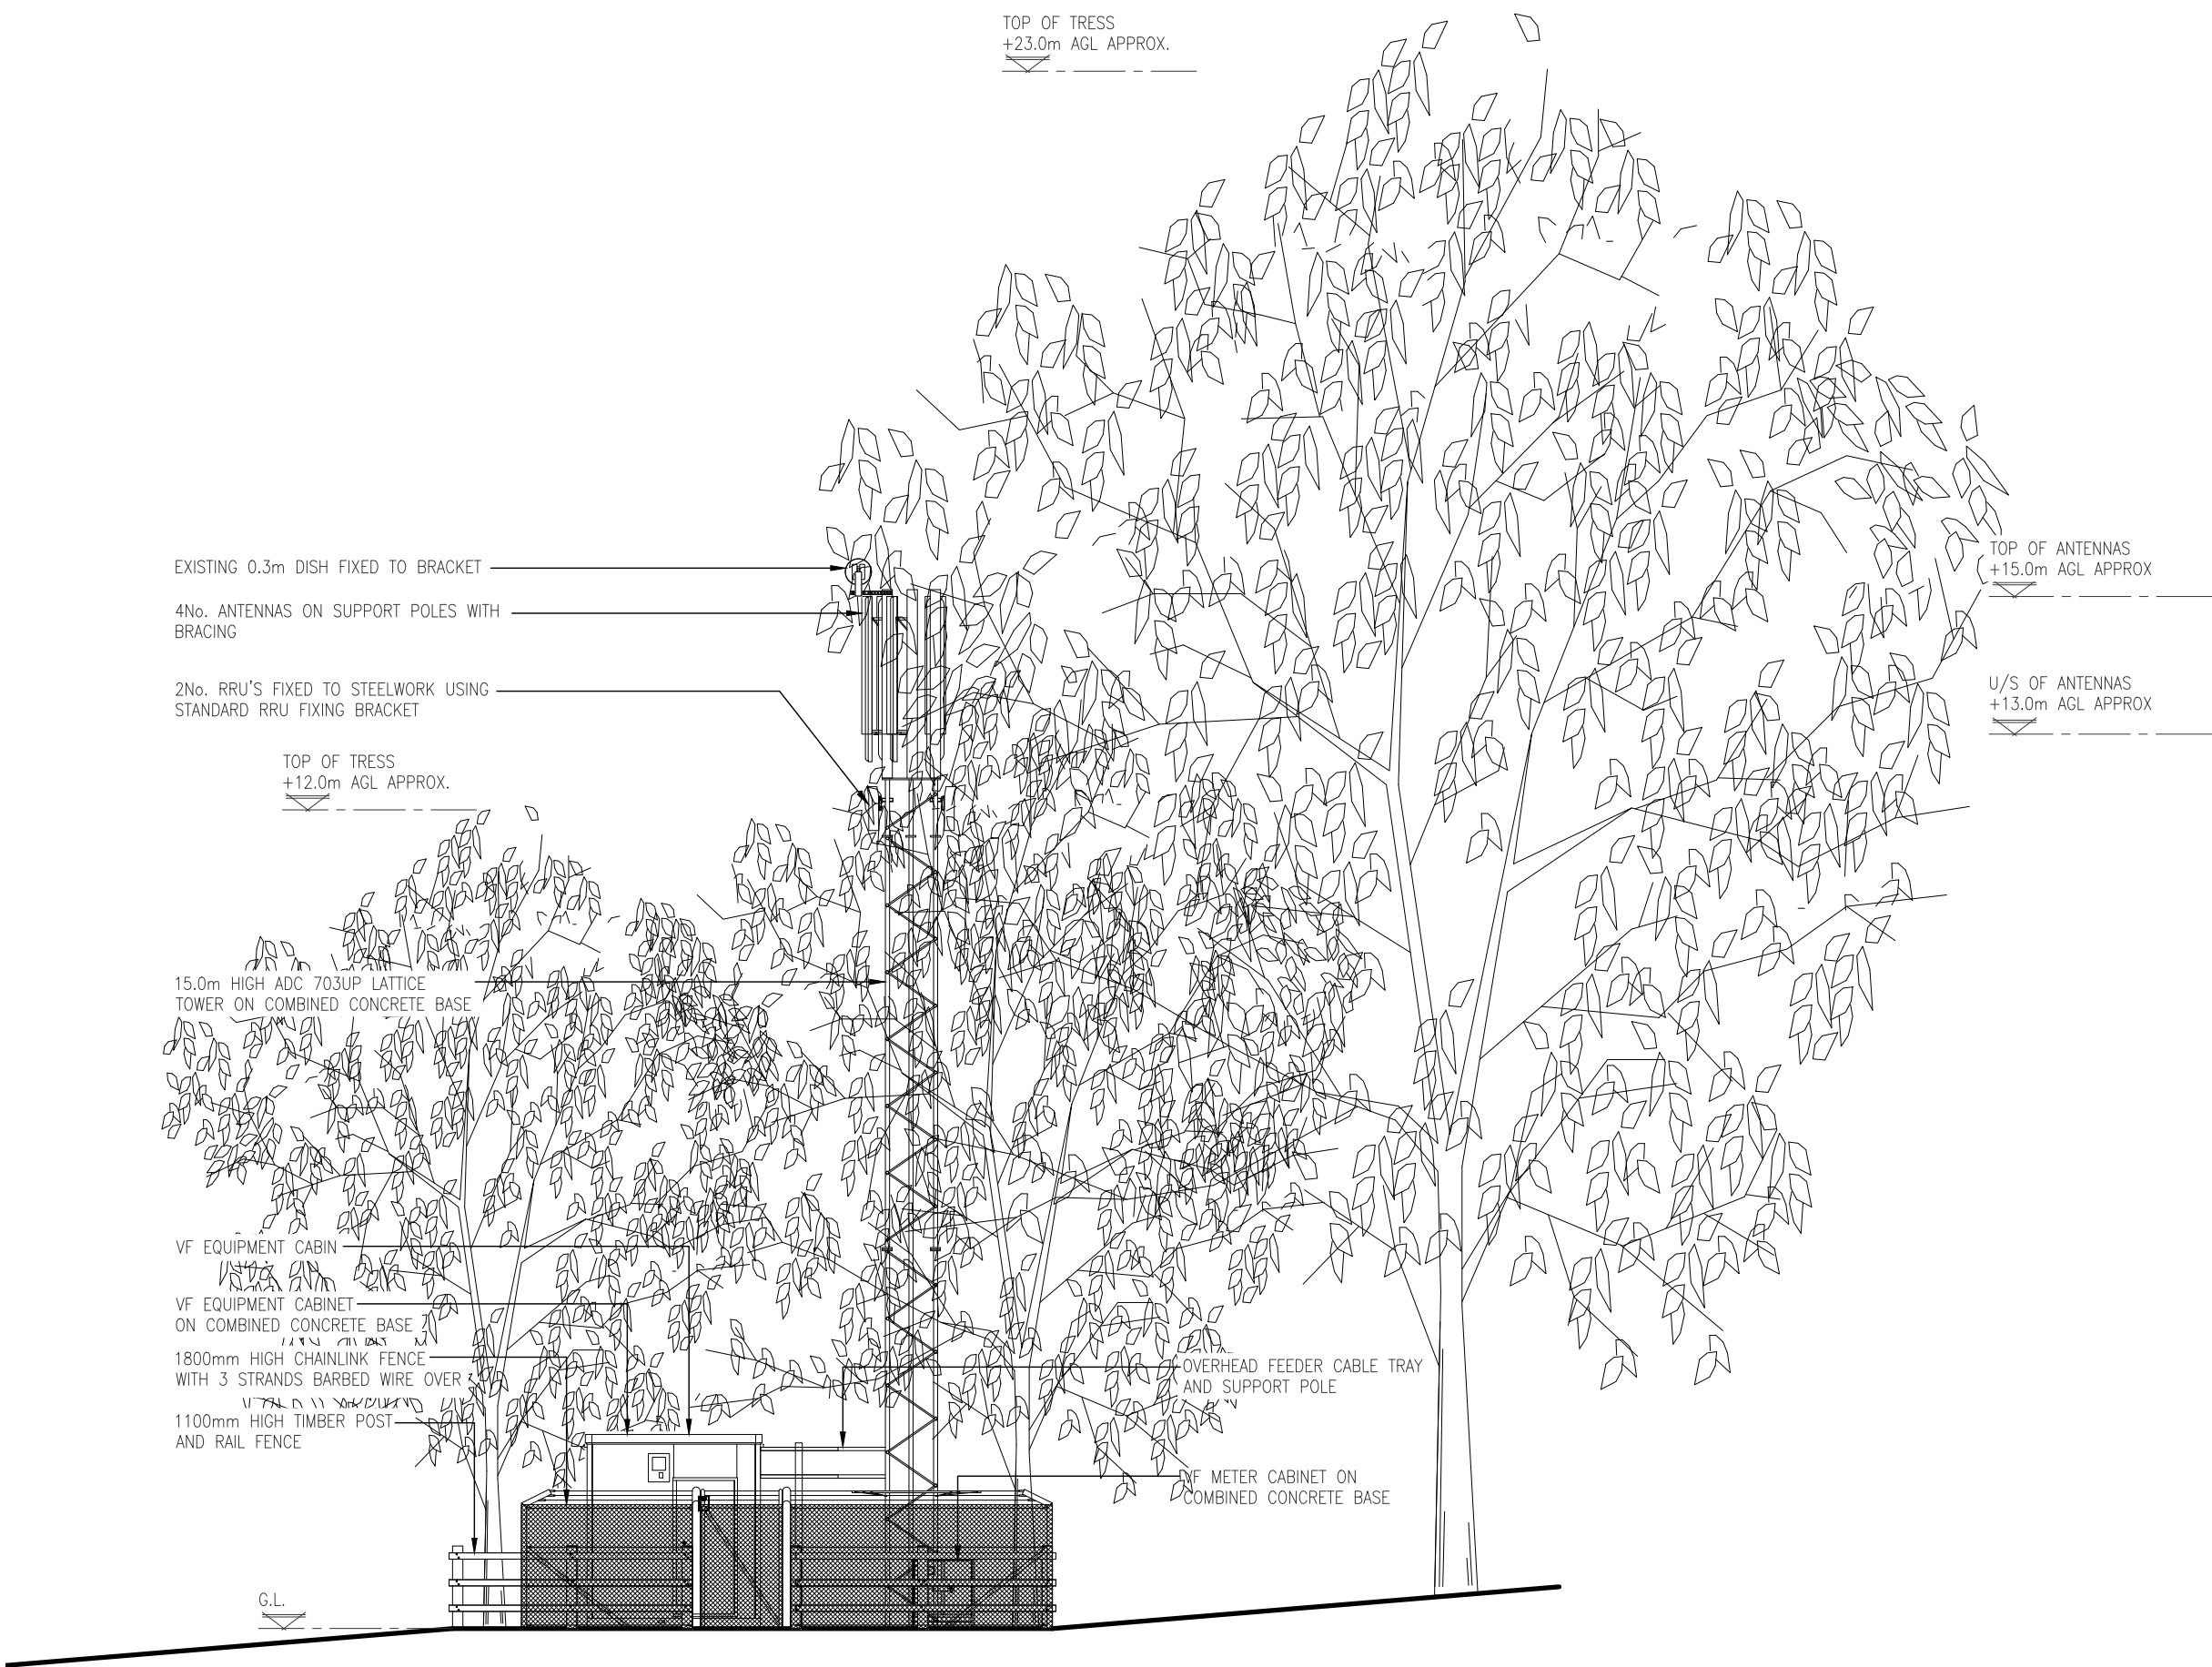 TOP OF TRESS
+23.0m AGL APPROX.
EXISTING 0.3m DISH FIXED TO BRACKET
4No. ANTENNAS ON SUPPORT POLES WITH
BRACING
2No. RRU'S FIXED TO STEELWORK USING
STANDARD RRU FIXING BRACKET
TOP OF TRESS
+12.0m AGL APPROX.
TOP OF ANTENNAS
+15.0m AGL APPROX
U/S OF ANTENNAS
+13.0m AGL APPROX
15.0m HIGH ADC 703UP LATTICE
TOWER ON COMBINED CONCRETE BASE
VF EQUIPMENT CABIN
VF EQUIPMENT CABINET
ON COMBINED CONCRETE BASE
1800mm HIGH CHAINLINK FENCE
WITH 3 STRANDS BARBED WIRE OVER
1100mm HIGH TIMBER POST
AND RAIL FENCE
OVERHEAD FEEDER CABLE TRAY
AND SUPPORT POLE
VF METER CABINET ON
COMBINED CONCRETE BASE
G.L.